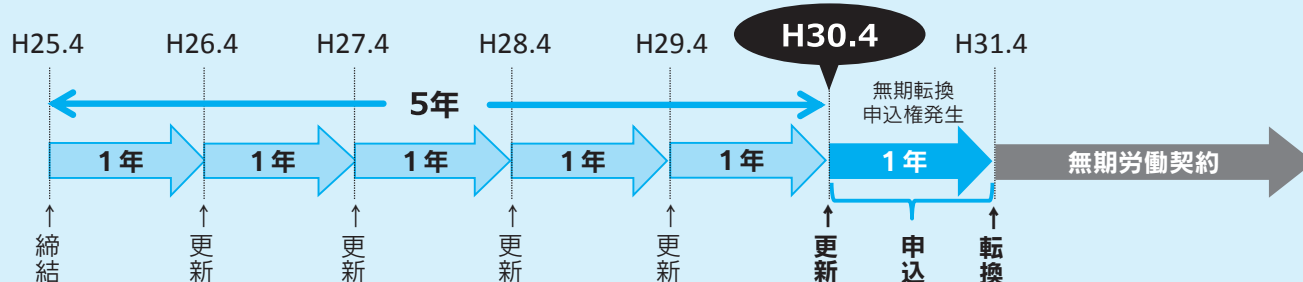 H25.4
H26.4
H27.4
H28.4
H29.4
H30.4
H31.4
5年
無期転換
申込権発生
1年
1年
1年
1年
1年
1年
無期労働契約
↑締結
↑更新
↑更新
↑更新
↑更新
↑更新
申込
↑転換